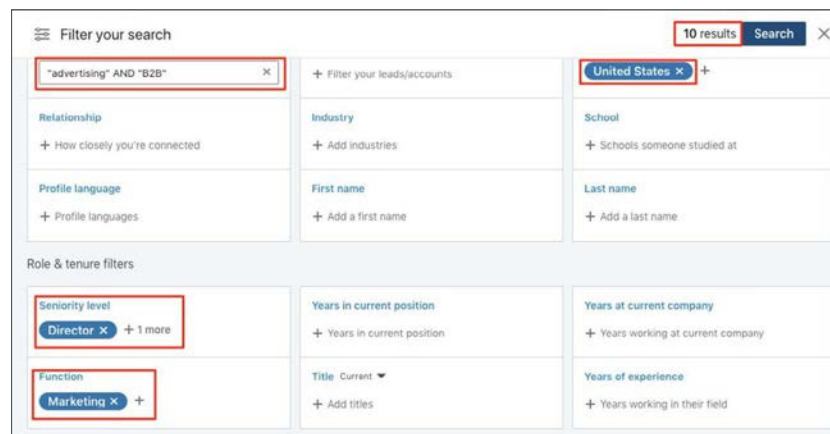 Filter your search
10 results
Search
"advertising" AND "B2B"
+ Filter your leads/accounts
United States × +
Relationship
+ How closely you're connected
Industry
+ Add industries
School
+ Schools someone studied at
Profile language
+ Profile languages
First name
+ Add a first name
Last name
+ Add a last name
Role & tenure filters
Seniority level
Director × + 1 more
Years in current position
+ Years in current position
Years at current company
+ Years working at current company
Function
Marketing × +
Title Current
+ Add titles
Years of experience
+ Years working in their field